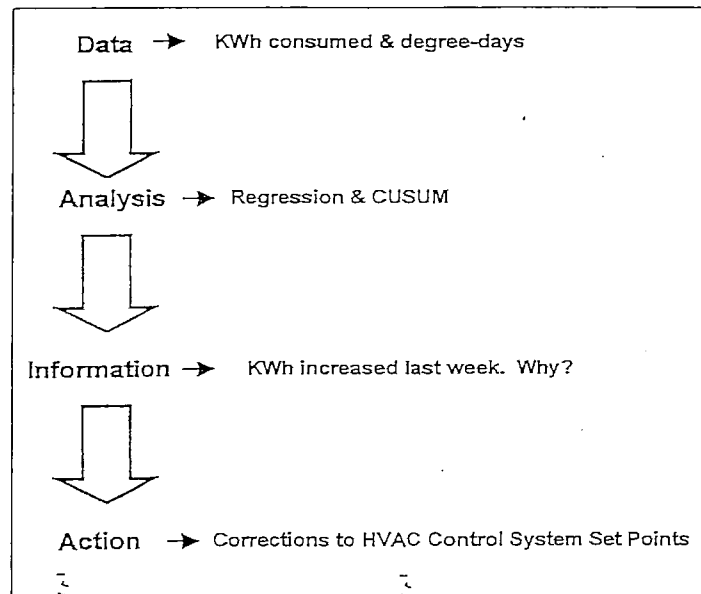 Data → KWh consumed & degree-days
Analysis → Regression & CUSUM
Information → KWh increased last week. Why?
Action → Corrections to HVAC Control System Set Points